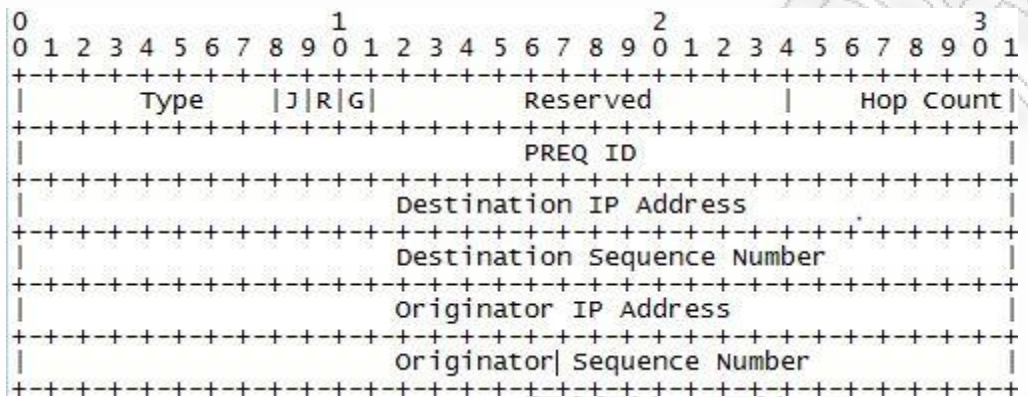 0 1 2 3
0 1 2 3 4 5 6 7 8 9 0 1 2 3 4 5 6 7 8 9 0 1 2 3 4 5 6 7 8 9 0 1
+-+-+-+-+-+-+-+-+-+-+-+-+-+-+-+-+-+-+-+-+-+-+-+-+-+-+-+-+-+-+-+
| Type |J|R|G| Reserved | Hop Count|
+-+-+-+-+-+-+-+-+-+-+-+-+-+-+-+-+-+-+-+-+-+-+-+-+-+-+-+-+-+-+-+
| PREQ ID |
+-+-+-+-+-+-+-+-+-+-+-+-+-+-+-+-+-+-+-+-+-+-+-+-+-+-+-+-+-+-+-+
| Destination IP Address |
+-+-+-+-+-+-+-+-+-+-+-+-+-+-+-+-+-+-+-+-+-+-+-+-+-+-+-+-+-+-+-+
| Destination Sequence Number |
+-+-+-+-+-+-+-+-+-+-+-+-+-+-+-+-+-+-+-+-+-+-+-+-+-+-+-+-+-+-+-+
| Originator IP Address |
+-+-+-+-+-+-+-+-+-+-+-+-+-+-+-+-+-+-+-+-+-+-+-+-+-+-+-+-+-+-+-+
| Originator| Sequence Number |
+-+-+-+-+-+-+-+-+-+-+-+-+-+-+-+-+-+-+-+-+-+-+-+-+-+-+-+-+-+-+-+